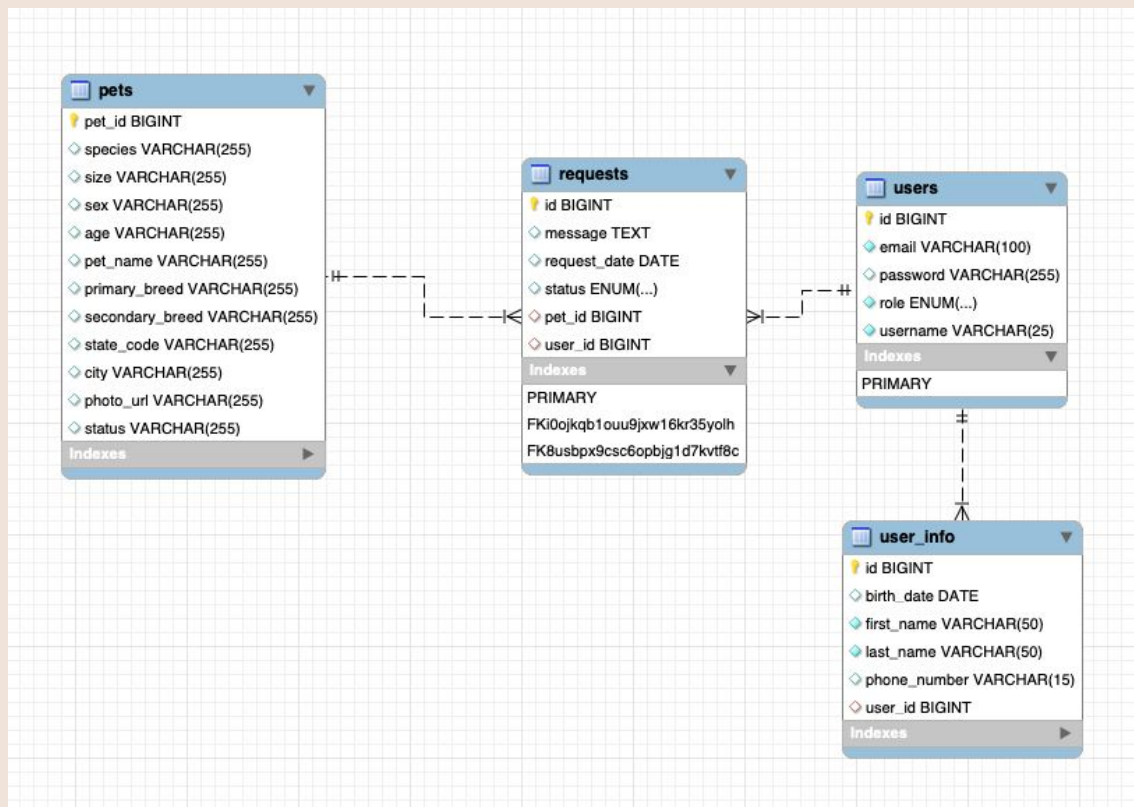 pets
pet_id BIGINT
species VARCHAR(255)
size VARCHAR(255)
sex VARCHAR(255)
age VARCHAR(255)
pet_name VARCHAR(255)
primary_breed VARCHAR(255)
secondary_breed VARCHAR(255)
state_code VARCHAR(255)
city VARCHAR(255)
photo_url VARCHAR(255)
status VARCHAR(255)
Indexes
requests
id BIGINT
message TEXT
request_date DATE
status ENUM(...)
pet_id BIGINT
user_id BIGINT
Indexes
PRIMARY
FKi0ojkqb1ouu9jxw16kr35yolh
FK8usbpx9csc6opbjg1d7kvtf8c
users
id BIGINT
email VARCHAR(100)
password VARCHAR(255)
role ENUM(...)
username VARCHAR(25)
Indexes
PRIMARY
user_info
id BIGINT
birth_date DATE
first_name VARCHAR(50)
last_name VARCHAR(50)
phone_number VARCHAR(15)
user_id BIGINT
Indexes